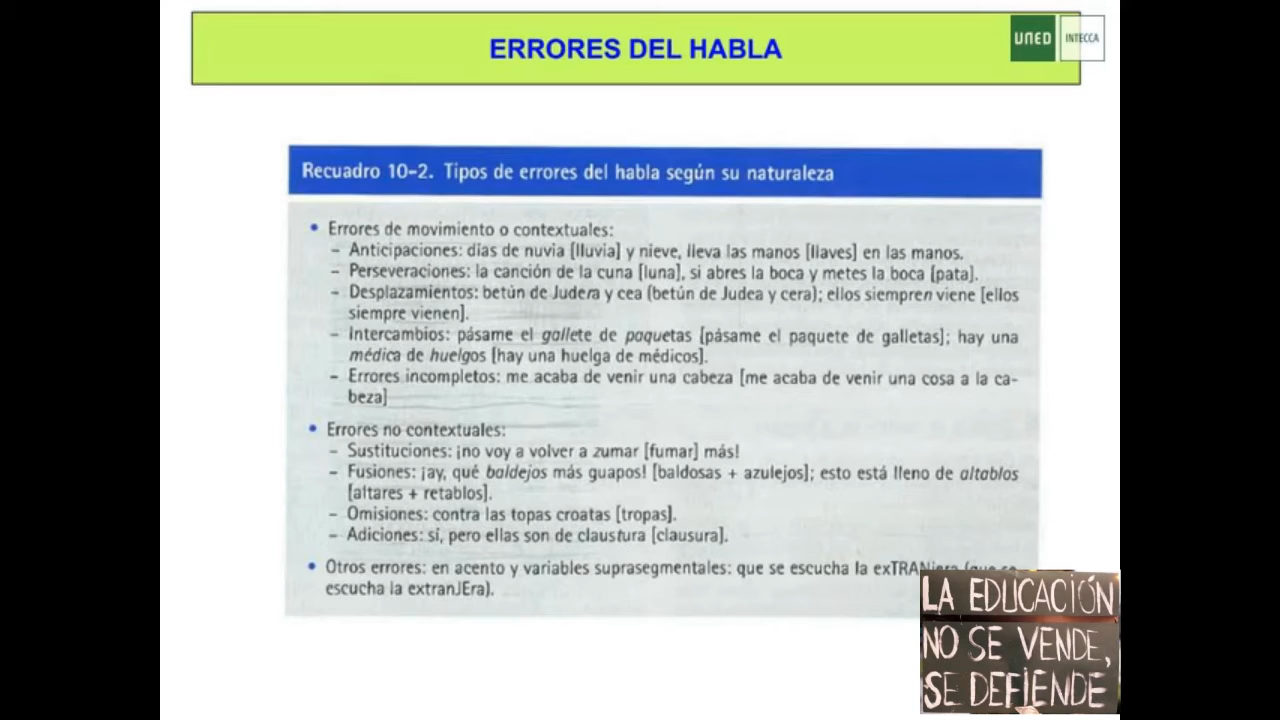 ERRORES DEL HABLA
UNED
INTECCA
Recuadro 10-2. Tipos de errores del habla según su naturaleza
• Errores de movimiento o contextuales:
– Anticipaciones: días de nuvia [lluvia] y nieve, lleva las manos [llaves] en las manos.
– Perseveraciones: la canción de la cuna [luna], si abres la boca y metes la boca [pata].
– Desplazamientos: betún de Judera y cea (betún de Judea y cera); ellos siempren viene [ellos
siempre vienen].
– Intercambios: pásame el gallete de paquetas [pásame el paquete de galletas]; hay una
médica de huelgos [hay una huelga de médicos].
– Errores incompletos: me acaba de venir una cabeza [me acaba de venir una cosa a la ca-
beza]
• Errores no contextuales:
– Sustituciones: ¡no voy a volver a zumar [fumar] más!
– Fusiones: ¡ay, qué baldejos más guapos! [baldosas + azulejos]; esto está lleno de altablos
[altares + retablos].
– Omisiones: contra las topas croatas [tropas].
– Adiciones: sí, pero ellas son de claustura [clausura].
• Otros errores: en acento y variables suprasegmentales: que se escucha la exTRANjera (que se
escucha la extranJEra).
LA EDUCACIÓN
NO SE VENDE,
SE DEFIENDE